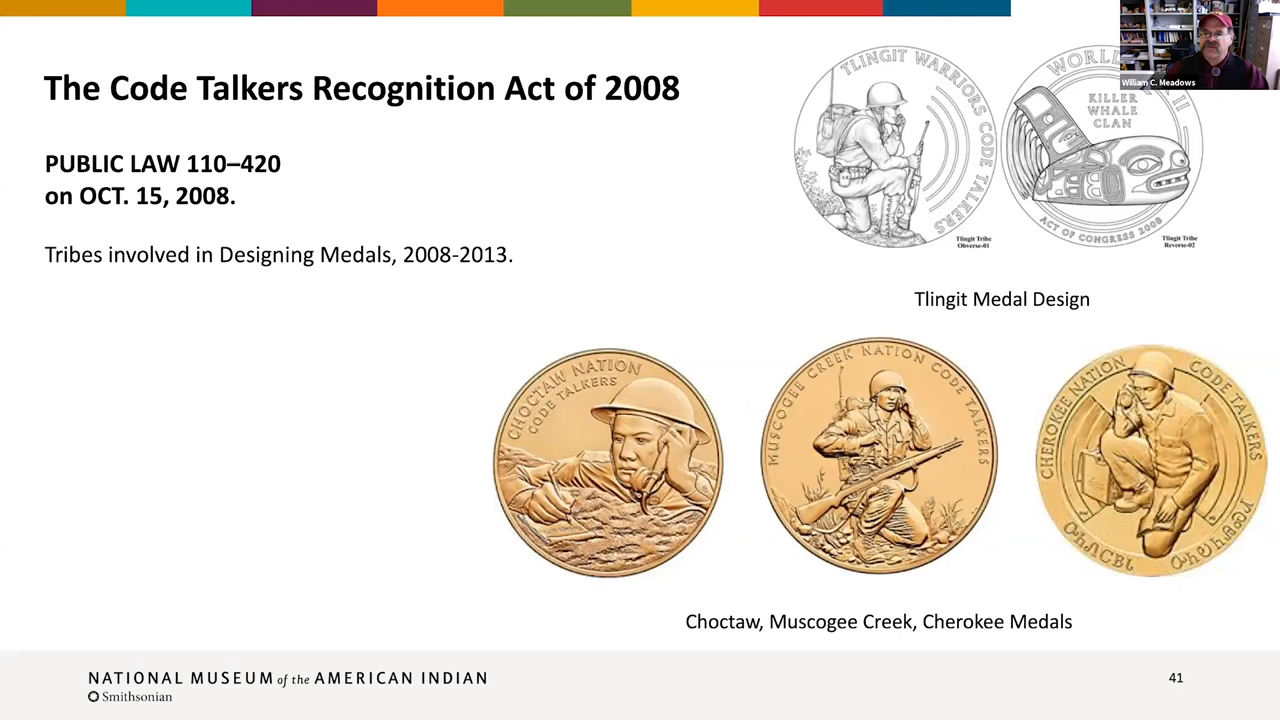 The Code Talkers Recognition Act of 2008
PUBLIC LAW 110–420
on OCT. 15, 2008.
Tribes involved in Designing Medals, 2008-2013.
TLINGIT WARRIORS CODE TALKERS
Tlingit Tribe
Obverse-01
WORL II
KILLER
WHALE
CLAN
ACT OF CONGRESS 2008
Tlingit Tribe
Reverse-02
William C. Meadows
Tlingit Medal Design
CHOCTAW NATION
CODE TALKERS
MUSCOGEE CREEK NATION CODE TALKERS
CHEROKEE NATION CODE TALKERS
Choctaw, Muscogee Creek, Cherokee Medals
NATIONAL MUSEUM of the AMERICAN INDIAN
Smithsonian
41